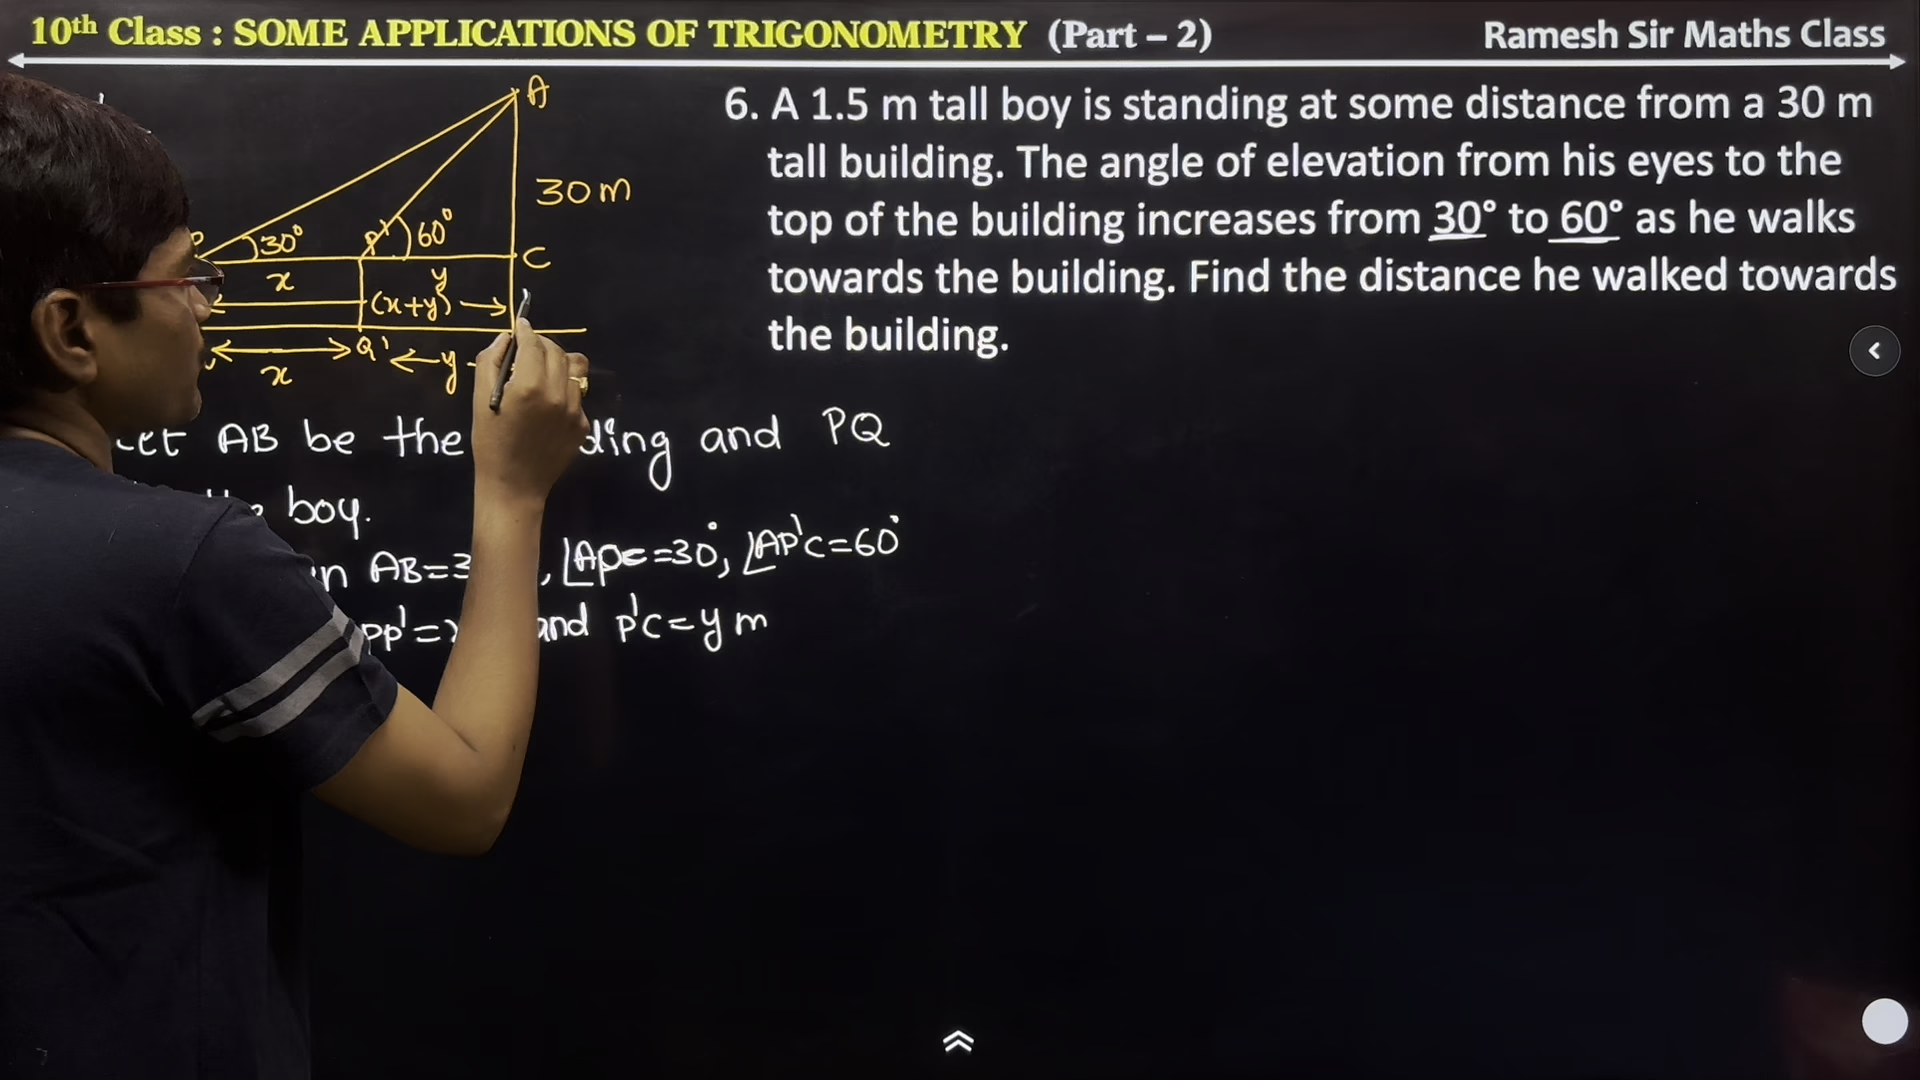 10th Class : SOME APPLICATIONS OF TRIGONOMETRY (Part – 2)
Ramesh Sir Maths Class
6. A 1.5 m tall boy is standing at some distance from a 30 m
tall building. The angle of elevation from his eyes to the
top of the building increases from 30° to 60° as he walks
towards the building. Find the distance he walked towards
the building.
A
30m
30° P' 60° C
x y
(x+y)
Q' y
x
AB be the and PQ
boy.
AB=3 , ∠APC=30°, ∠AP'C=60°
PP'= and P'C=y m